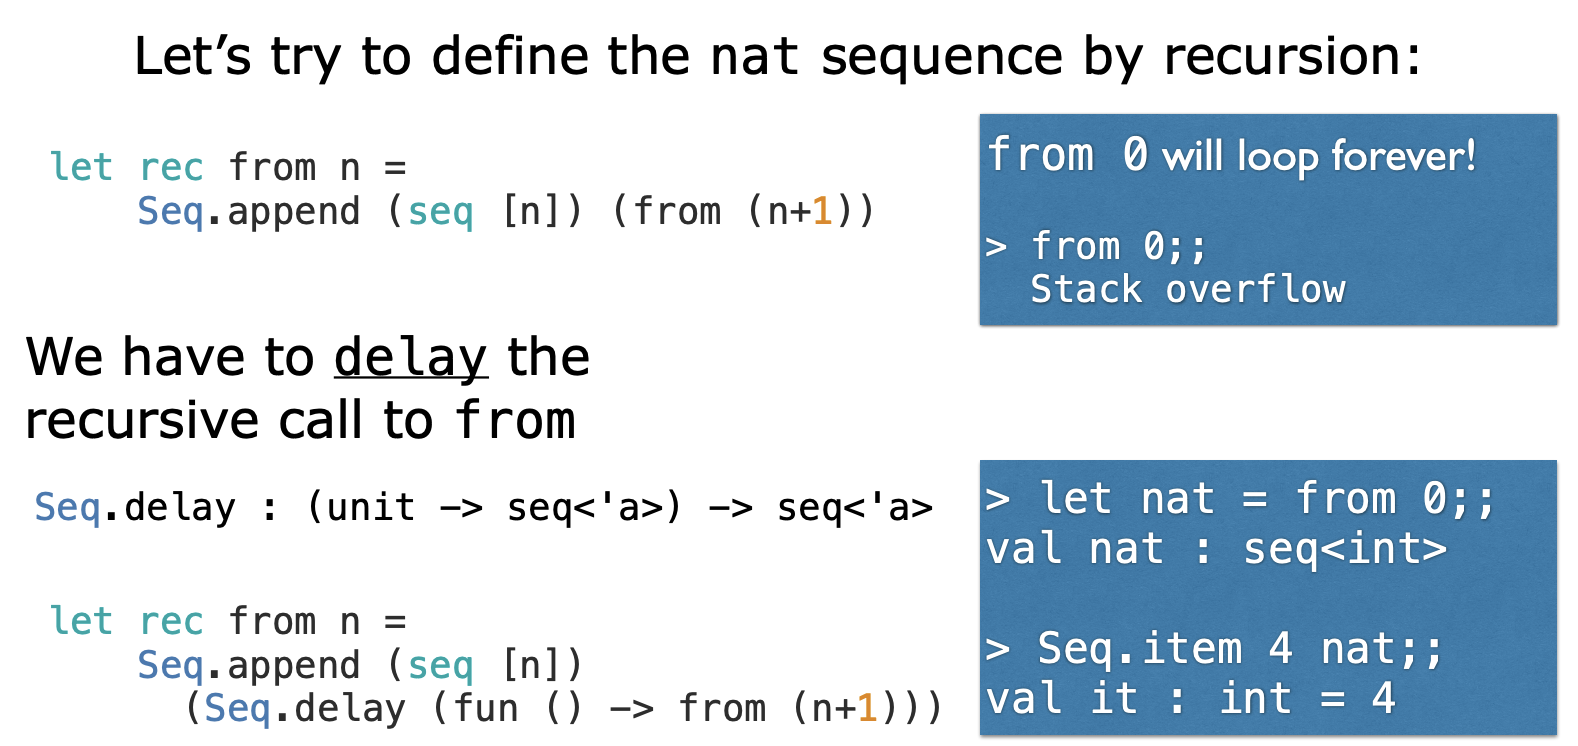 Let's try to define the nat sequence by recursion:
let rec from n =
    Seq.append (seq [n]) (from (n+1))
from 0 will loop forever!
> from 0;;
  Stack overflow
We have to delay the
recursive call to from
Seq.delay : (unit -> seq<'a>) -> seq<'a>
let rec from n =
    Seq.append (seq [n])
      (Seq.delay (fun () -> from (n+1)))
> let nat = from 0;;
val nat : seq<int>
> Seq.item 4 nat;;
val it : int = 4